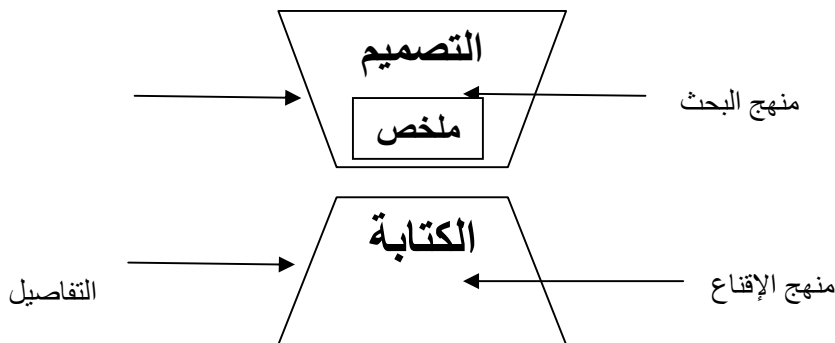 التصميم
منهج البحث
ملخص
الكتابة
منهج الإقناع
التفاصيل